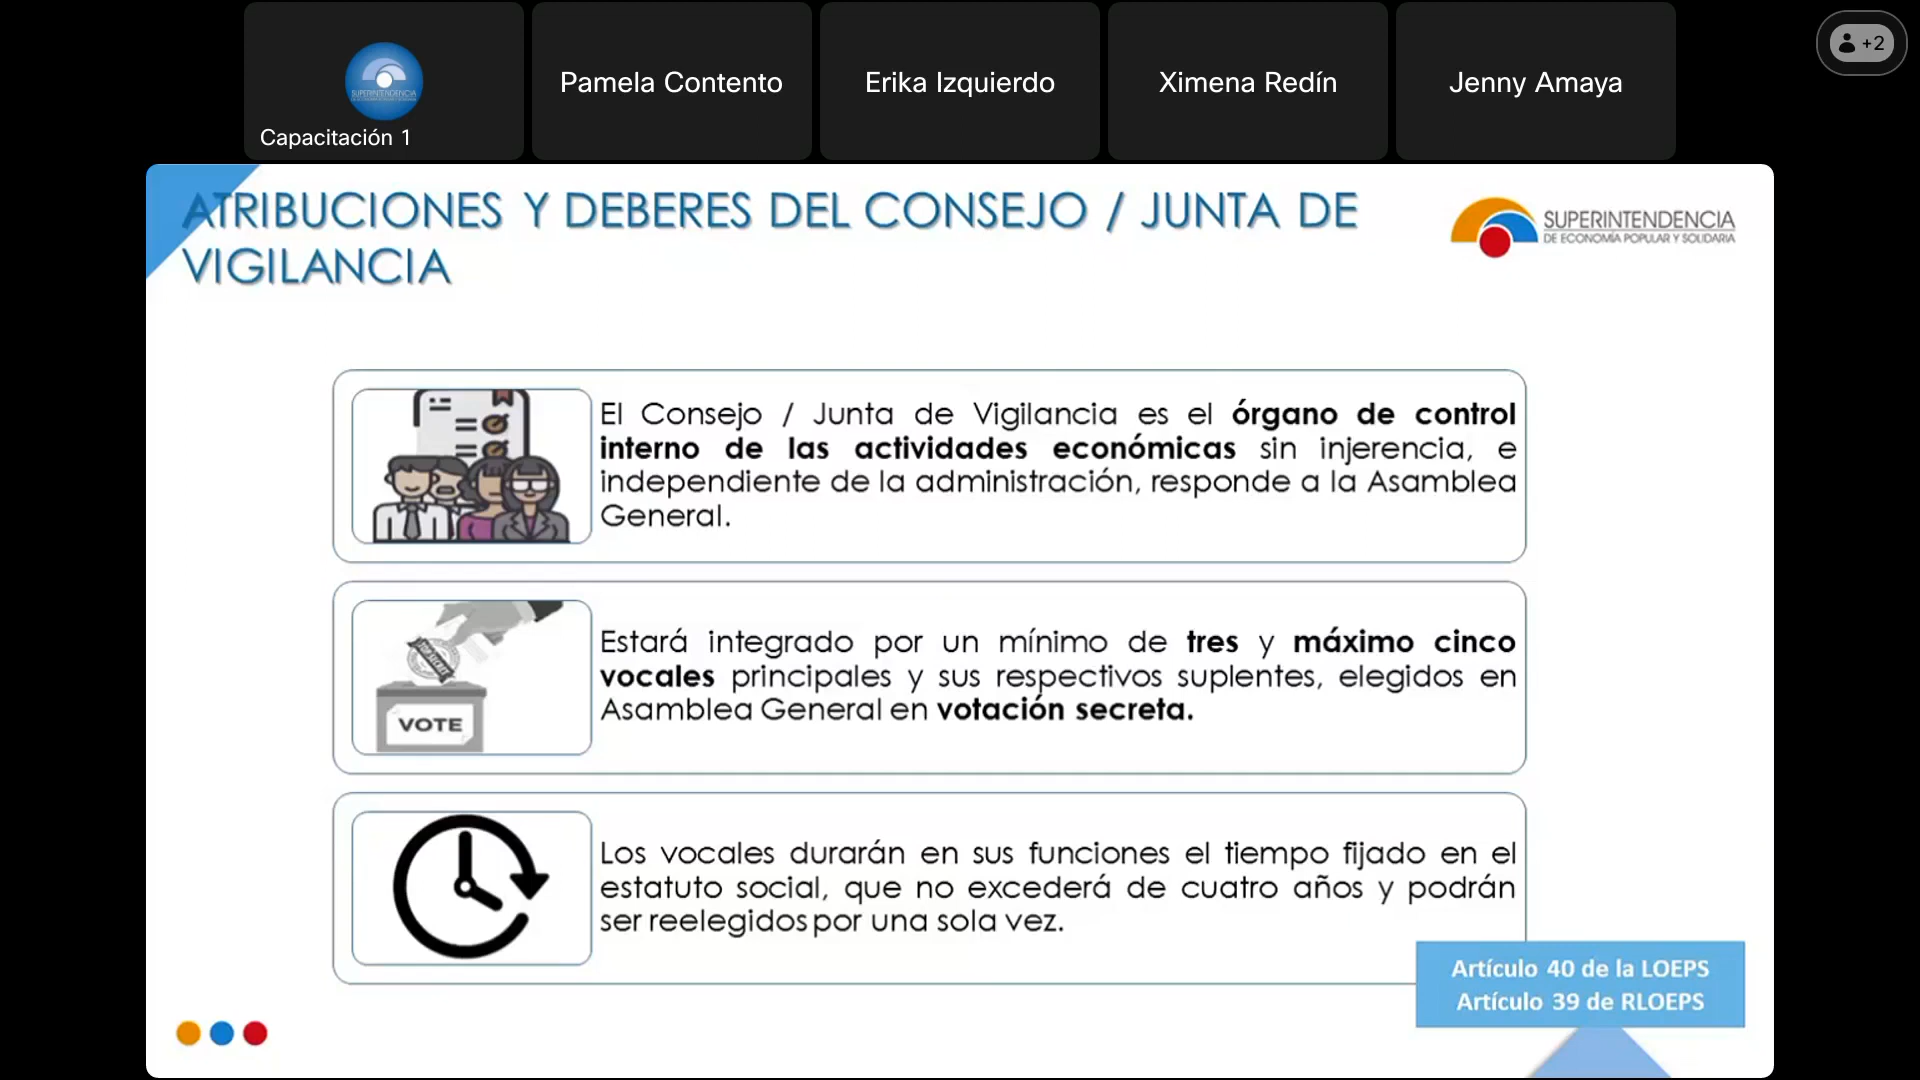 +2
Capacitación 1
Pamela Contento
Erika Izquierdo
Ximena Redín
Jenny Amaya
ATRIBUCIONES Y DEBERES DEL CONSEJO / JUNTA DE
VIGILANCIA
SUPERINTENDENCIA
DE ECONOMÍA POPULAR Y SOLIDARIA
El Consejo / Junta de Vigilancia es el órgano de control
interno de las actividades económicas sin injerencia, e
independiente de la administración, responde a la Asamblea
General.
VOTE
Estará integrado por un mínimo de tres y máximo cinco
vocales principales y sus respectivos suplentes, elegidos en
Asamblea General en votación secreta.
Los vocales durarán en sus funciones el tiempo fijado en el
estatuto social, que no excederá de cuatro años y podrán
ser reelegidos por una sola vez.
Artículo 40 de la LOEPS
Artículo 39 de RLOEPS